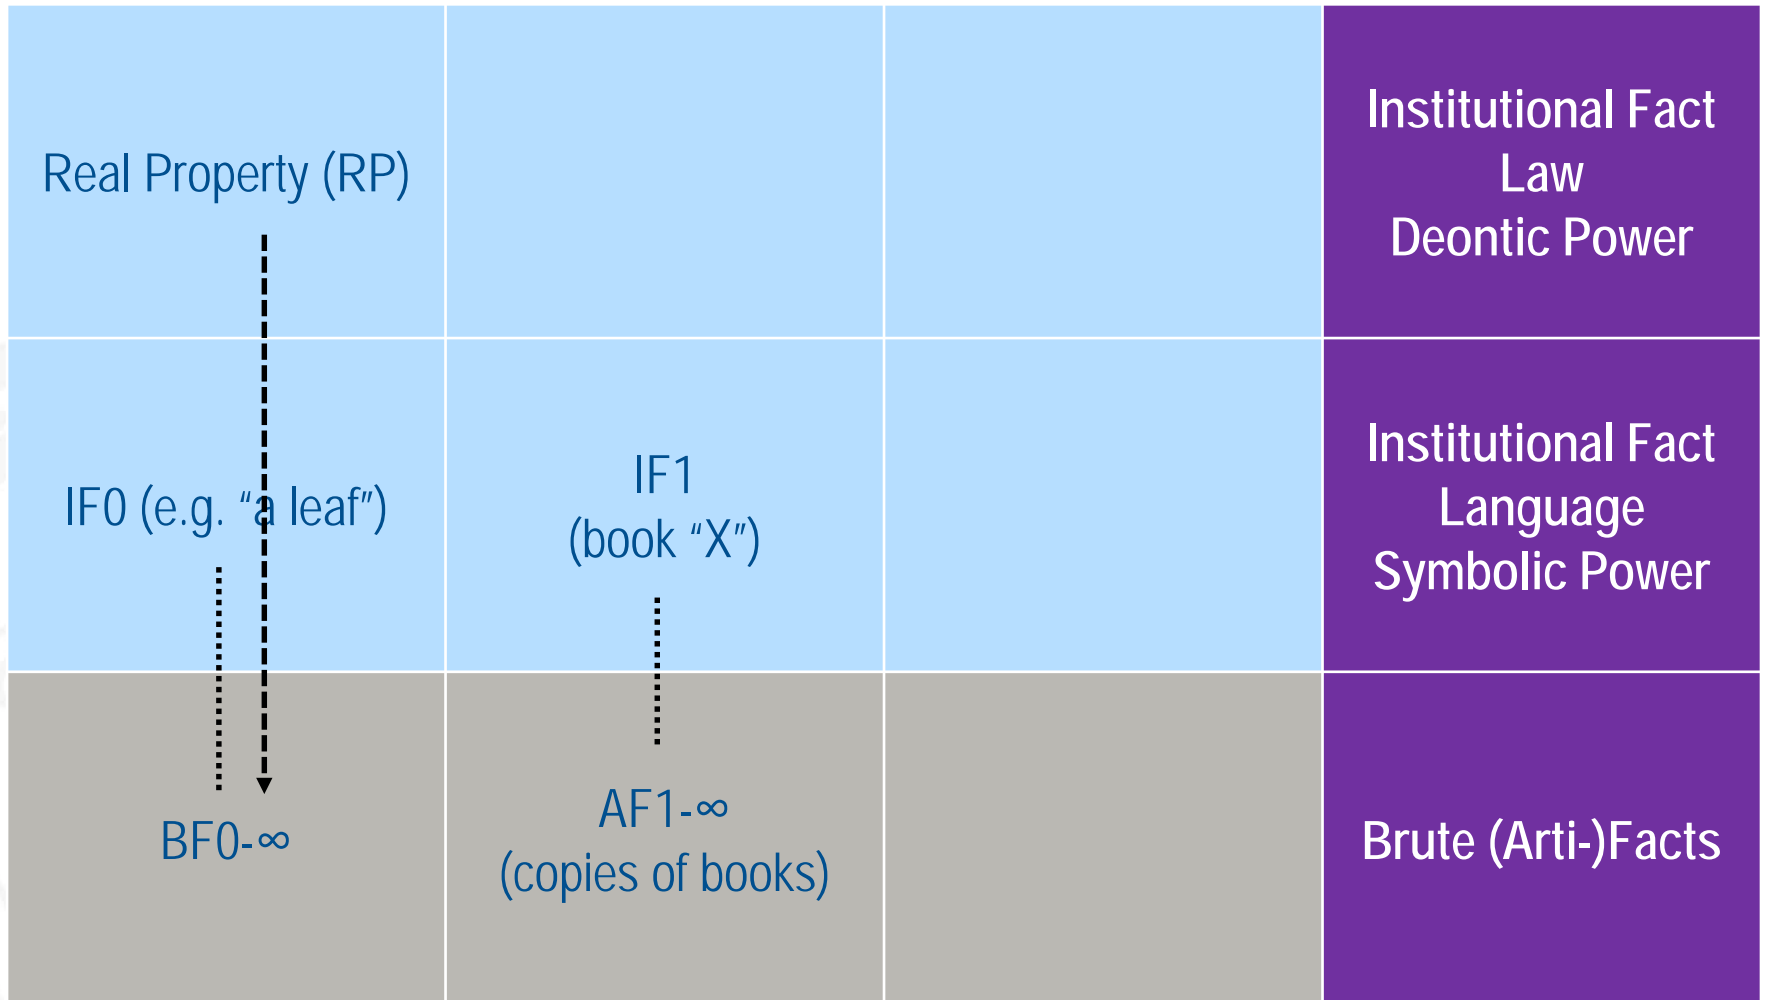 Real Property (RP)
Institutional Fact
Law
Deontic Power
IF0 (e.g. “a leaf”)
IF1
(book “X”)
Institutional Fact
Language
Symbolic Power
BF0-∞
AF1-∞
(copies of books)
Brute (Arti-)Facts